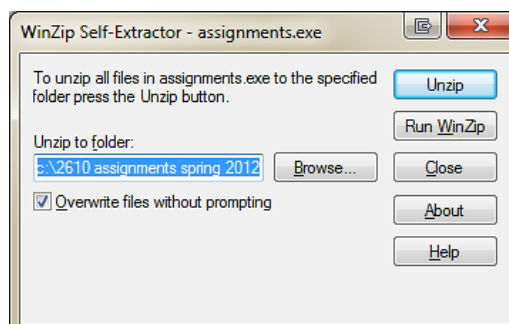 WinZip Self-Extractor - assignments.exe
To unzip all files in assignments.exe to the specified
folder press the Unzip button.
Unzip to folder:
c:\2610 assignments spring 2012
Browse...
Overwrite files without prompting
Unzip
Run WinZip
Close
About
Help